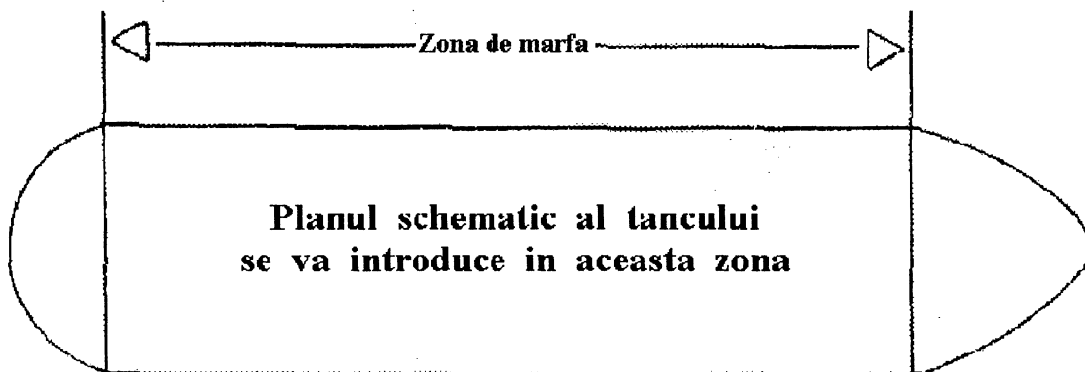 Zona de marfa
Planul schematic al tancului
se va introduce in aceasta zona